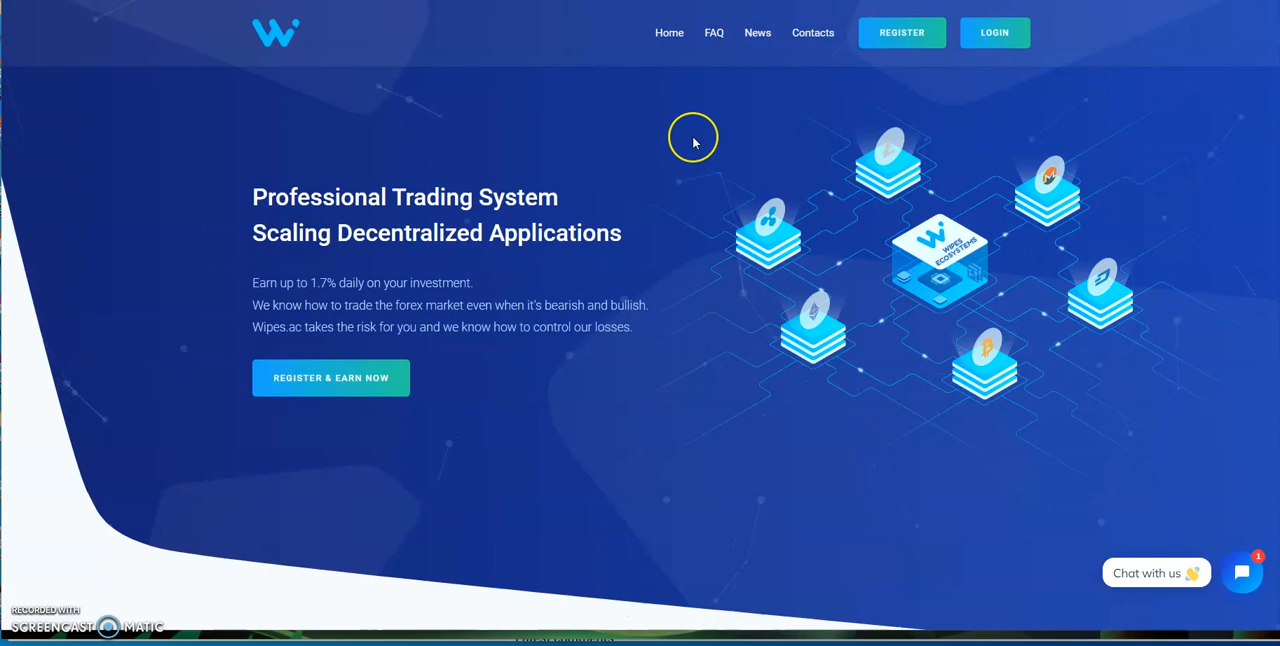 Home FAQ News Contacts REGISTER LOGIN
Professional Trading System
Scaling Decentralized Applications
Earn up to 1.7% daily on your investment.
We know how to trade the forex market even when it's bearish and bullish.
Wipes.ac takes the risk for you and we know how to control our losses.
REGISTER & EARN NOW
WIPES
ECOSYSTEMS
1
Chat with us 👋
RECORDED WITH
SCREENCAST MATIC